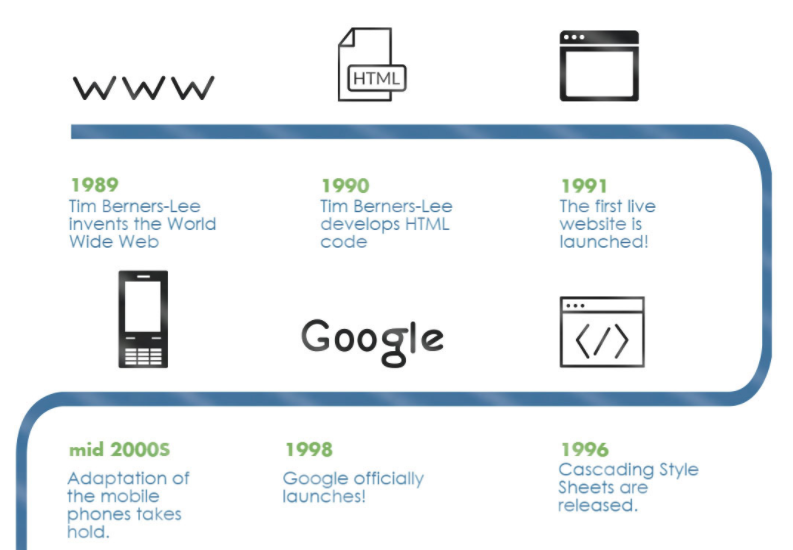 WWW
HTML
1989
Tim Berners-Lee
invents the World
Wide Web
1990
Tim Berners-Lee
develops HTML
code
1991
The first live
website is
launched!
Google
</>
mid 2000s
Adaptation of
the mobile
phones takes
hold.
1998
Google officially
launches!
1996
Cascading Style
Sheets are
released.